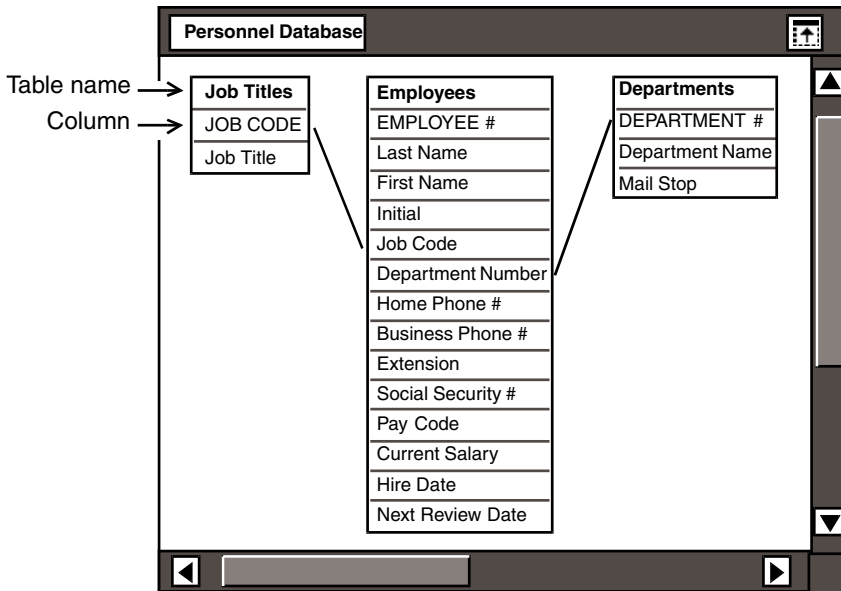 Personnel Database
Table name
Column
Job Titles
JOB CODE
Job Title
Employees
EMPLOYEE #
Last Name
First Name
Initial
Job Code
Department Number
Home Phone #
Business Phone #
Extension
Social Security #
Pay Code
Current Salary
Hire Date
Next Review Date
Departments
DEPARTMENT #
Department Name
Mail Stop